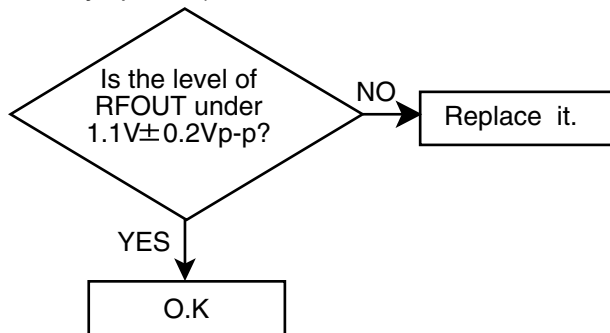 Is the level of
RFOUT under
1.1V±0.2Vp-p?
NO
Replace it.
YES
O.K